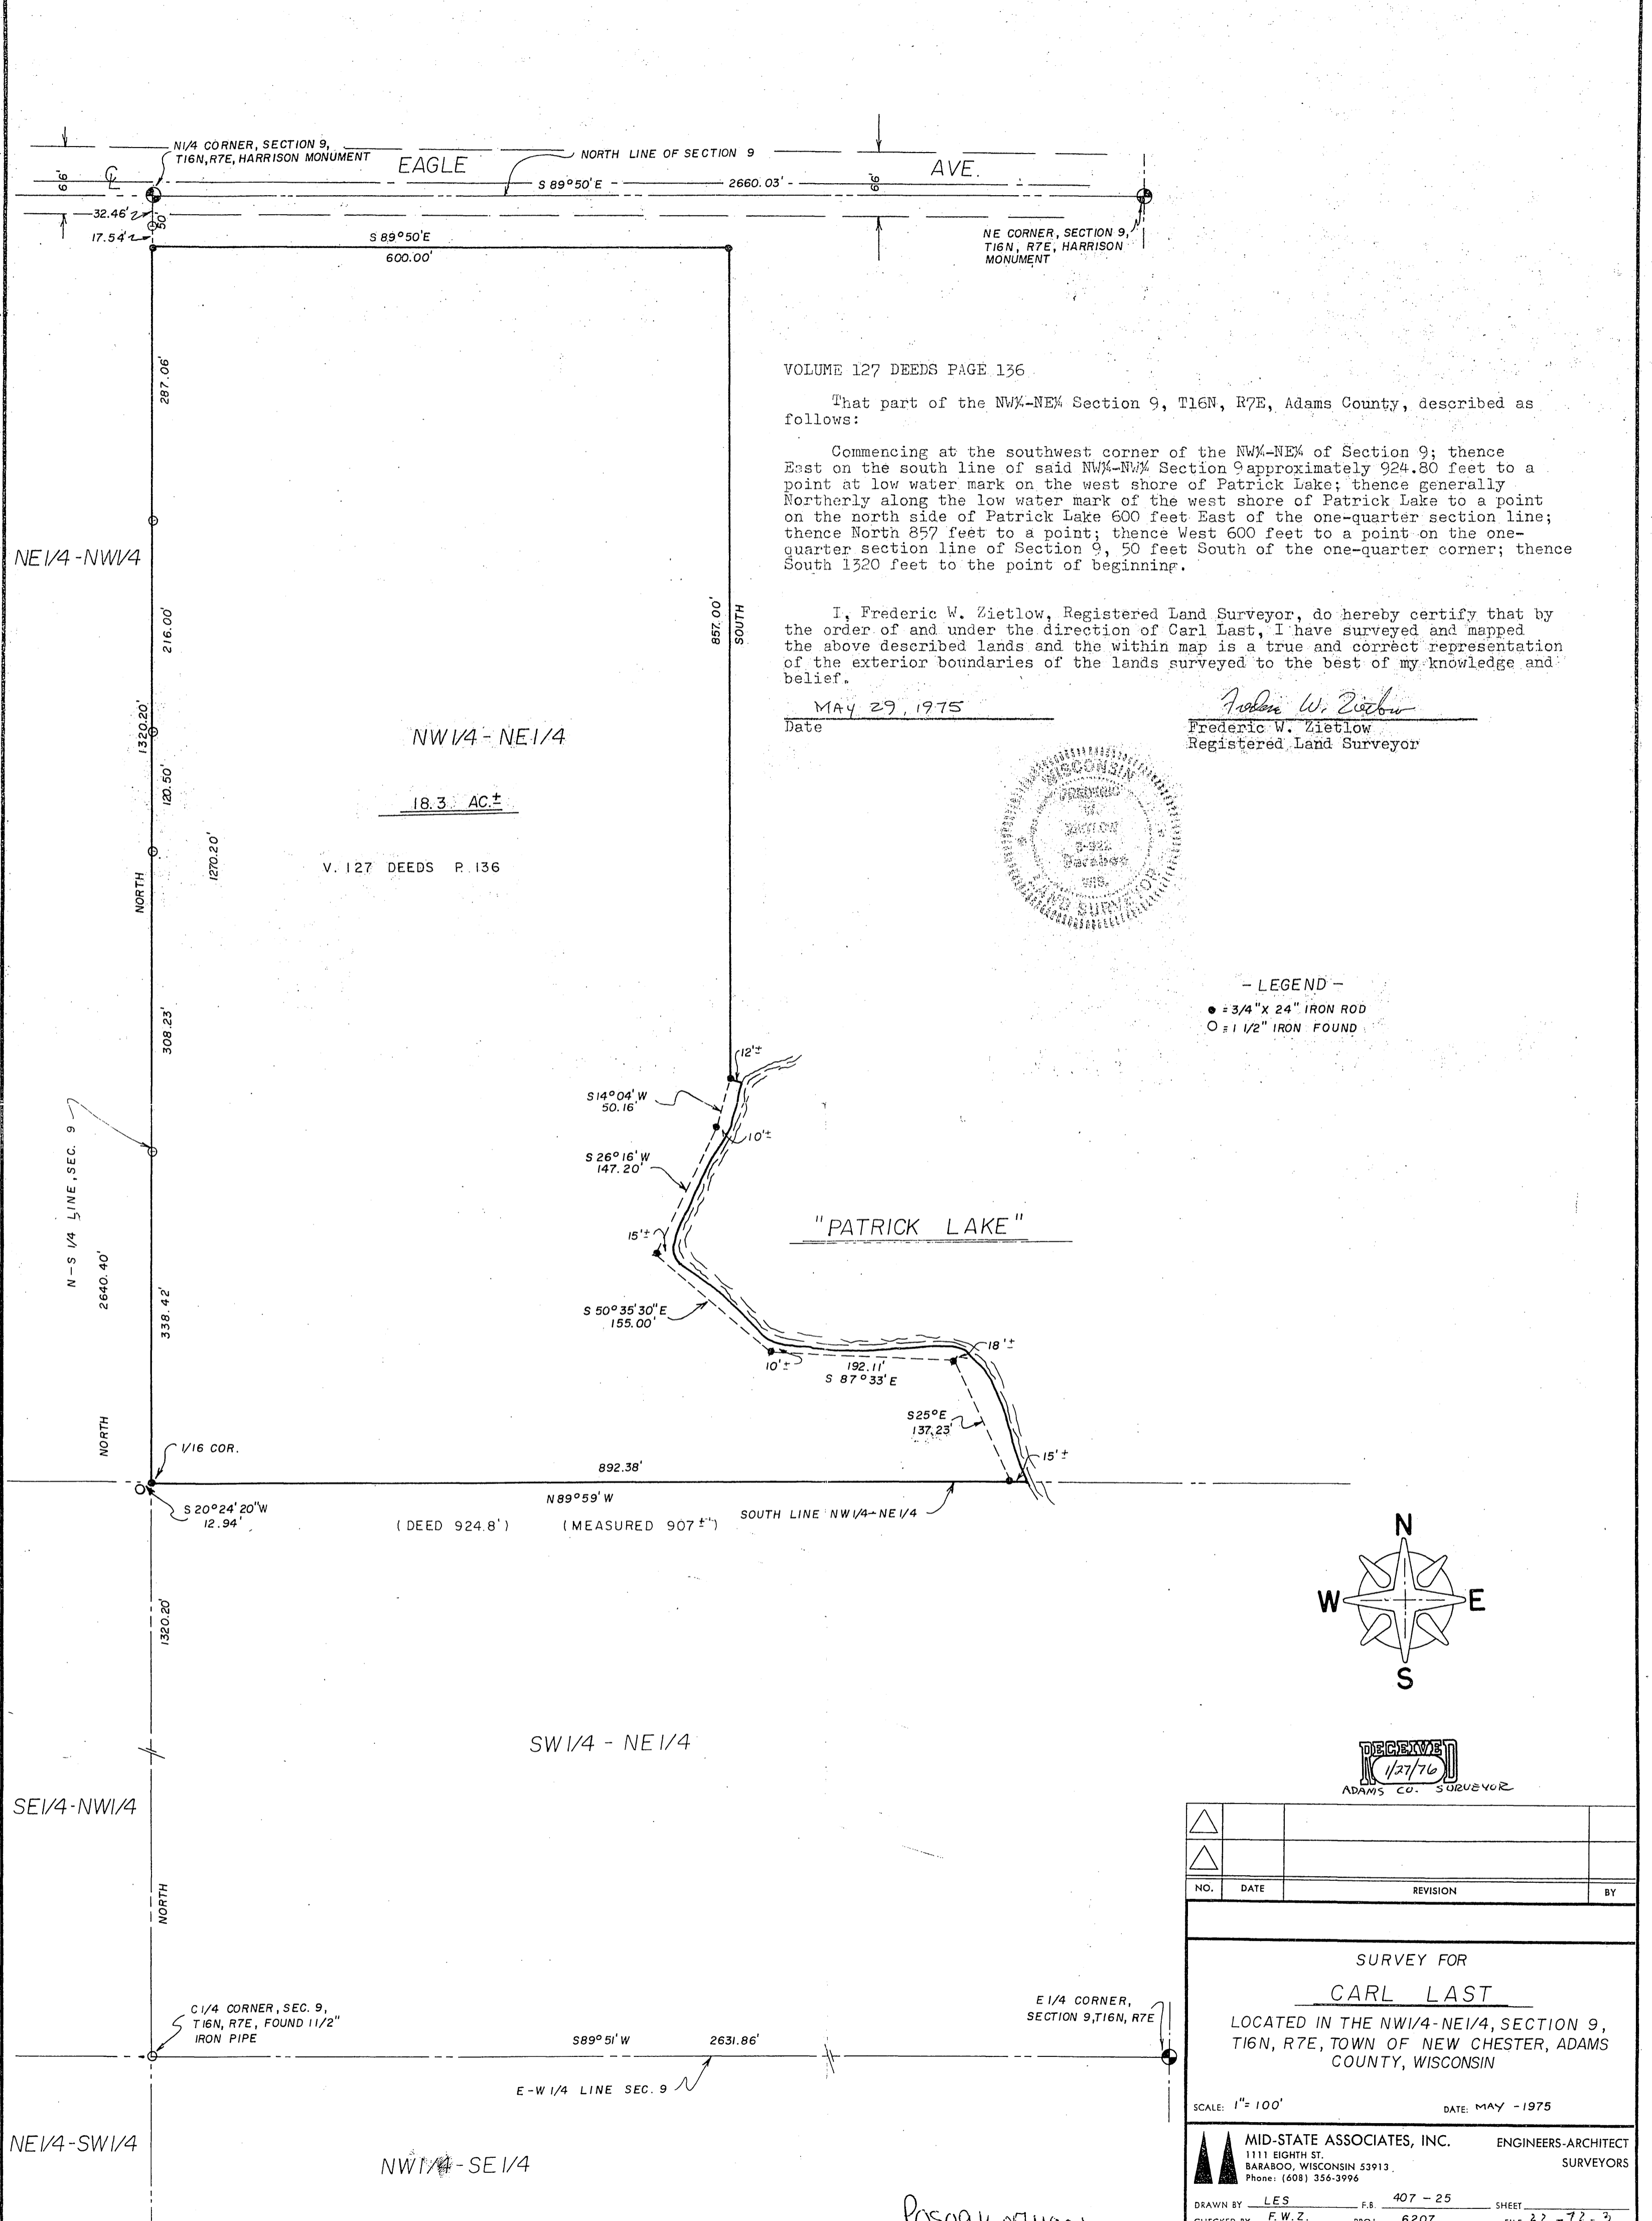 N1/4 CORNER, SECTION 9,
T16N, R7E, HARRISON MONUMENT
EAGLE AVE.
NORTH LINE OF SECTION 9
66'
℄
S 89°50' E 2660.03'
66'
32.46'
50'
17.54'
S 89°50'E
600.00'
NE CORNER, SECTION 9,
T16N, R7E, HARRISON
MONUMENT
287.06'
VOLUME 127 DEEDS PAGE 136
That part of the NW¼-NE¼ Section 9, T16N, R7E, Adams County, described as
follows:
Commencing at the southwest corner of the NW¼-NE¼ of Section 9; thence
East on the south line of said NW¼-NW¼ Section 9 approximately 924.80 feet to a
point at low water mark on the west shore of Patrick Lake; thence generally
Northerly along the low water mark of the west shore of Patrick Lake to a point
on the north side of Patrick Lake 600 feet East of the one-quarter section line;
thence North 857 feet to a point; thence West 600 feet to a point on the one-
quarter section line of Section 9, 50 feet South of the one-quarter corner; thence
South 1320 feet to the point of beginning.
NE1/4-NW1/4
216.00'
857.00'
SOUTH
I, Frederic W. Zietlow, Registered Land Surveyor, do hereby certify that by
the order of and under the direction of Carl Last, I have surveyed and mapped
the above described lands and the within map is a true and correct representation
of the exterior boundaries of the lands surveyed to the best of my knowledge and
belief.
MAY 29, 1975
Date
Frederic W. Zietlow
Frederic W. Zietlow
Registered Land Surveyor
1320.20'
NW1/4 - NE1/4
120.50'
18.3 AC.±
1270.20'
V. 127 DEEDS P. 136
NORTH
WISCONSIN
FREDERIC
W.
ZIETLOW
Baraboo
WIS.
LAND SURVEYOR
- LEGEND -
● = 3/4" X 24" IRON ROD
○ = 1 1/2" IRON FOUND
308.23'
12'±
S 14°04' W
50.16'
10'±
S 26°16' W
147.20'
15'±
N-S 1/4 LINE, SEC. 9
"PATRICK LAKE"
2640.40'
338.42'
S 50°35'30" E
155.00'
18'±
10'±
192.11'
S 87°33' E
S 25° E
137.23'
NORTH
1/16 COR.
15'±
892.38'
N 89°59' W
S 20°24'20" W
12.94'
(DEED 924.8')
(MEASURED 907±')
SOUTH LINE NW1/4-NE1/4
N
W
E
S
1320.20'
SW1/4 - NE1/4
RECEIVED
1/27/76
ADAMS CO. SURVEYOR
SE1/4-NW1/4
NORTH
NO. DATE REVISION BY
SURVEY FOR
CARL LAST
LOCATED IN THE NW1/4-NE1/4, SECTION 9,
T16N, R7E, TOWN OF NEW CHESTER, ADAMS
COUNTY, WISCONSIN
SCALE: 1"= 100'
DATE: MAY - 1975
C1/4 CORNER, SEC. 9,
T16N, R7E, FOUND 1 1/2"
IRON PIPE
E 1/4 CORNER,
SECTION 9, T16N, R7E
S89°51' W 2631.86'
E-W 1/4 LINE SEC. 9
NE1/4-SW1/4
NW1/4-SE1/4
MID-STATE ASSOCIATES, INC.
1111 EIGHTH ST.
BARABOO, WISCONSIN 53913
Phone: (608) 356-3996
ENGINEERS-ARCHITECT
SURVEYORS
DRAWN BY LES F.B. 407 - 25 SHEET
F.W.Z. 6207